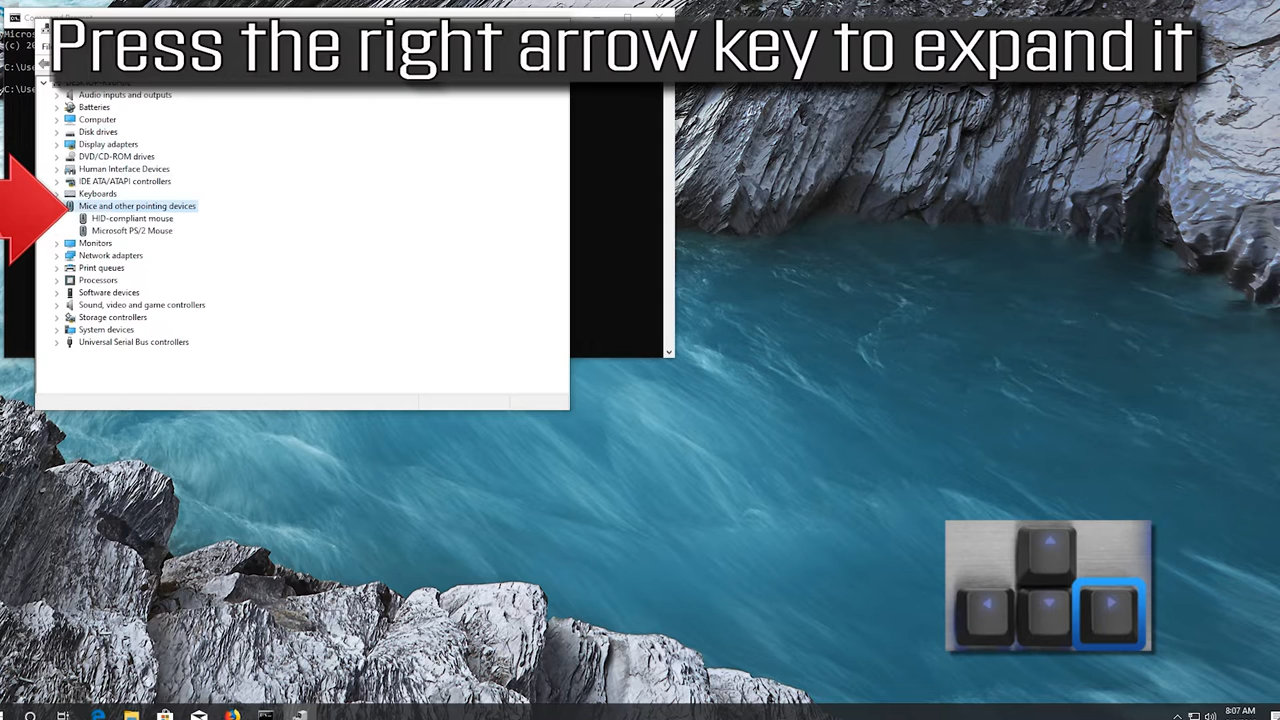 Press the right arrow key to expand it
Audio inputs and outputs
Batteries
Computer
Disk drives
Display adapters
DVD/CD-ROM drives
Human Interface Devices
IDE ATA/ATAPI controllers
Keyboards
Mice and other pointing devices
HID-compliant mouse
Microsoft PS/2 Mouse
Monitors
Network adapters
Print queues
Processors
Software devices
Sound, video and game controllers
Storage controllers
System devices
Universal Serial Bus controllers
8:07 AM